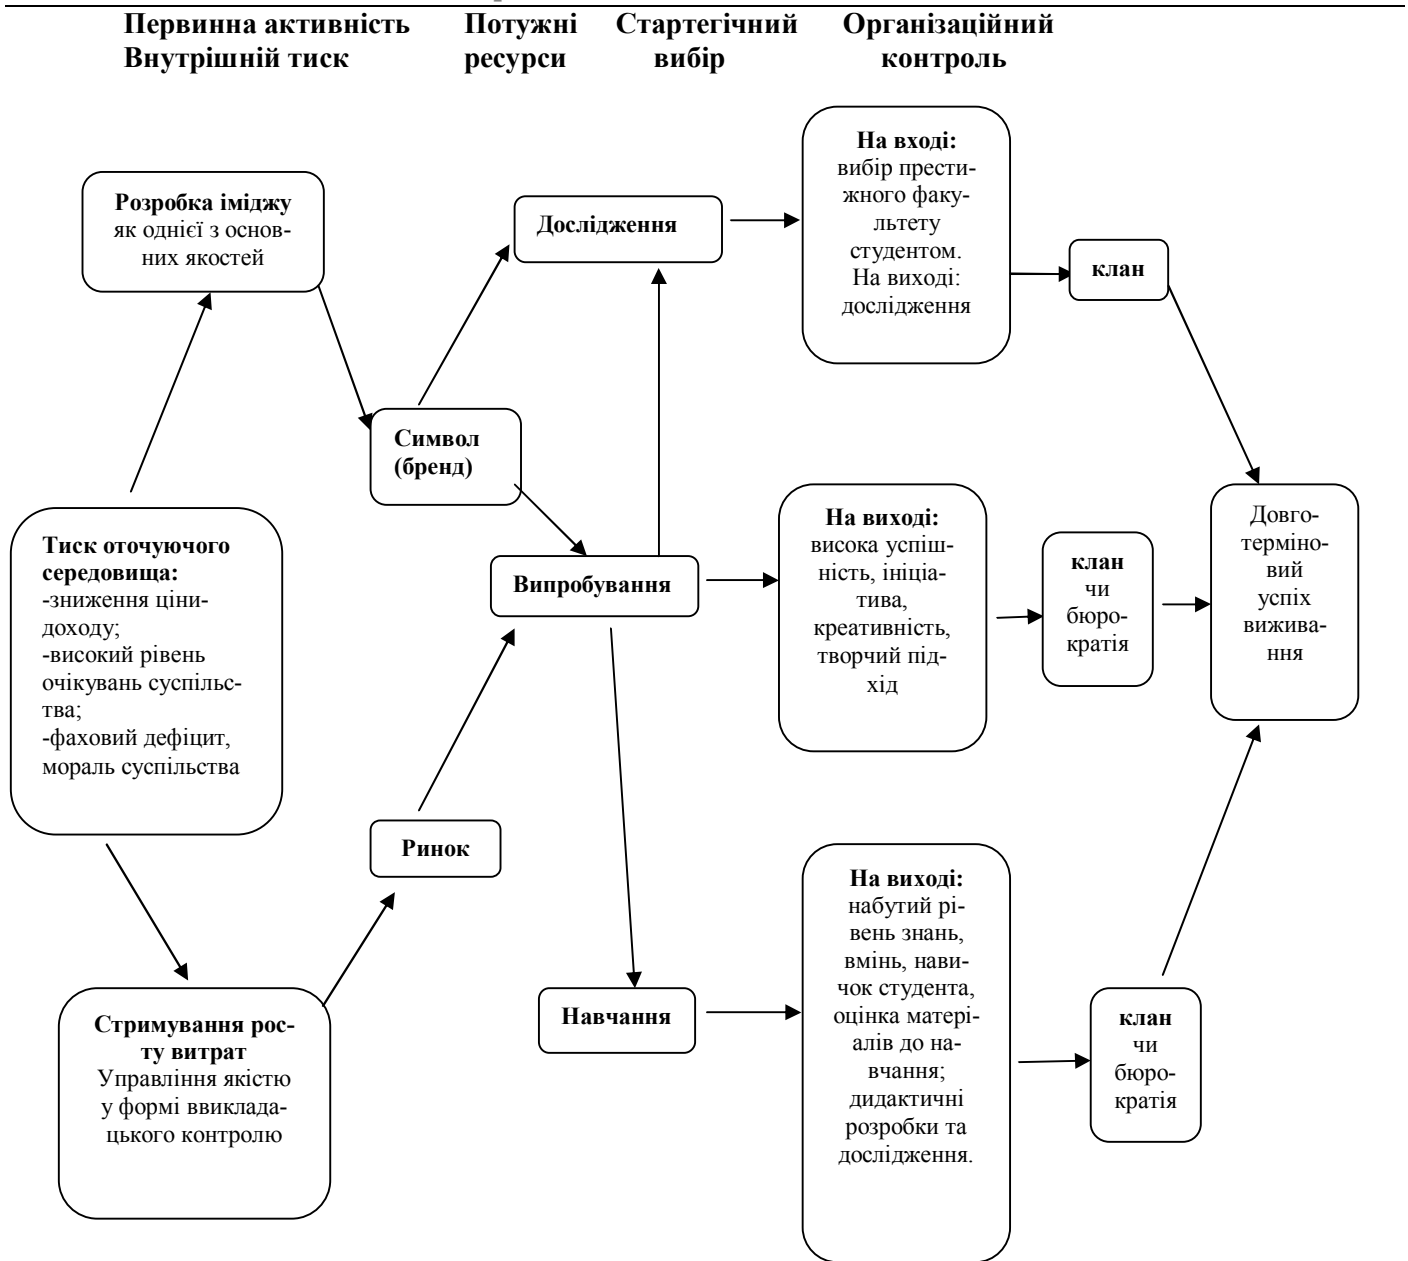 Первинна активність Потужні Стартегічний Організаційний
Внутрішній тиск ресурси вибір контроль
На вході:
вибір прести-
жного факу-
льтету
студентом.
На виході:
дослідження
Розробка іміджу
як однієї з основ-
них якостей
Дослідження
клан
Символ
(бренд)
Тиск оточуючого
середовища:
-зниження ціни-
доходу;
-високий рівень
очікувань суспільс-
тва;
-фаховий дефіцит,
мораль суспільства
Випробування
На виході:
висока успіш-
ність, ініціа-
тива,
креативність,
творчий під-
хід
клан
чи
бюро-
кратія
Довго-
терміно-
вий
успіх
вижива-
ння
Ринок
Стримування рос-
ту витрат
Управління якістю
у формі ввиклада-
цького контролю
Навчання
На виході:
набутий рі-
вень знань,
вмінь, нави-
чок студента,
оцінка матері-
алів до на-
вчання;
дидактичні
розробки та
дослідження.
клан
чи
бюро-
кратія